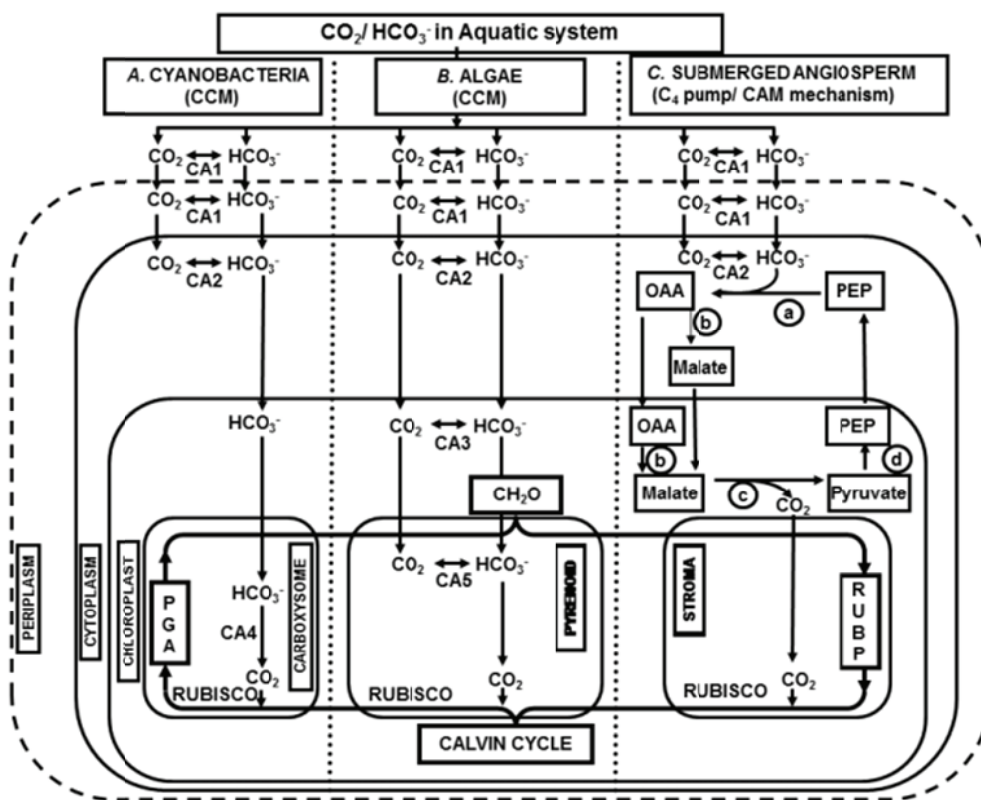 CO₂/ HCO₃⁻ in Aquatic system
A. CYANOBACTERIA
(CCM)
B. ALGAE
(CCM)
C. SUBMERGED ANGIOSPERM
(C₄ pump/ CAM mechanism)
CO₂ HCO₃⁻ CO₂ HCO₃⁻ CO₂ HCO₃⁻
CA1 CA1 CA1
CO₂ HCO₃⁻ CO₂ HCO₃⁻ CO₂ HCO₃⁻
CA1 CA1 CA1
CO₂ HCO₃⁻ CO₂ HCO₃⁻ CO₂ HCO₃⁻
CA2 CA2 CA2
OAA PEP
a
b
Malate
HCO₃⁻ CO₂ HCO₃⁻ OAA PEP
CA3
b d
CH₂O Malate c Pyruvate
CO₂
PERIPLASM
CYTOPLASM
CHLOROPLAST
PGA
CARBOXYSOME
PYRENOID
STROMA
RUBP
CO₂ HCO₃⁻
CA5
HCO₃⁻
CA4
CO₂ CO₂ CO₂
RUBISCO RUBISCO RUBISCO
CALVIN CYCLE